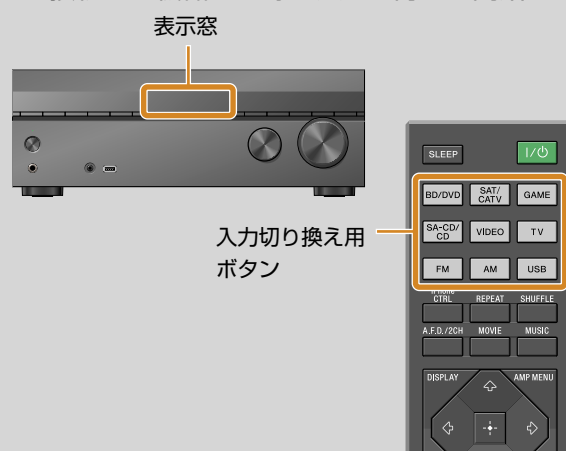 表示窓
入力切り換え用
ボタン
SLEEP
I/⏻
BD/DVD
SAT/
CATV
GAME
SA-CD/
CD
VIDEO
TV
FM
AM
USB
CTRL
REPEAT
SHUFFLE
A.F.D./2CH
MOVIE
MUSIC
DISPLAY
AMP MENU